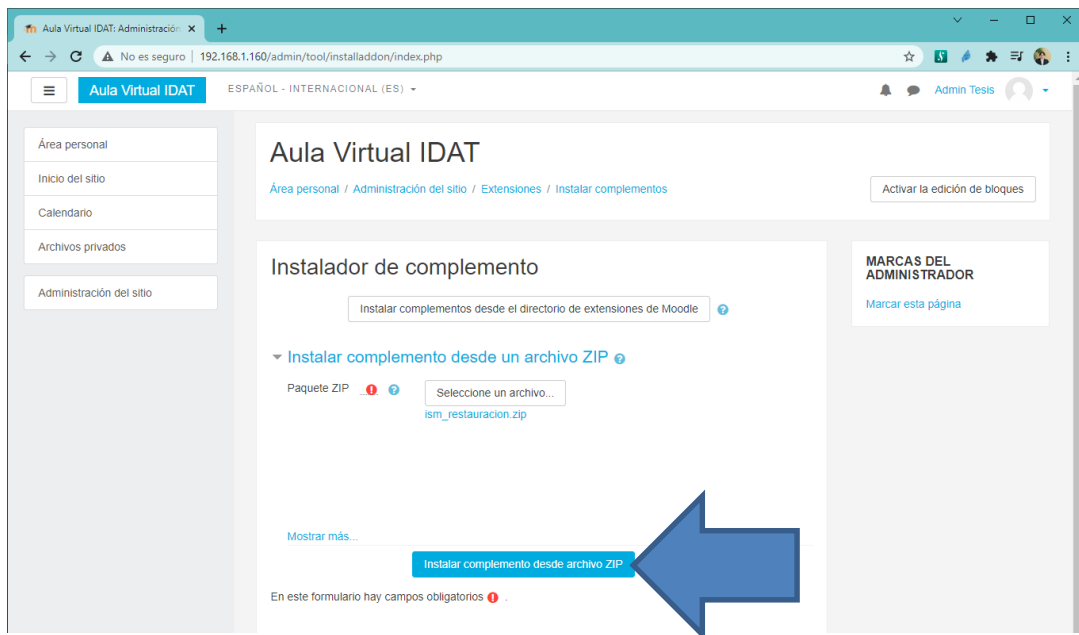 Aula Virtual IDAT: Administración
No es seguro | 192.168.1.160/admin/tool/installaddon/index.php
Aula Virtual IDAT
ESPAÑOL - INTERNACIONAL (ES)
Admin Tesis
Área personal
Inicio del sitio
Calendario
Archivos privados
Administración del sitio
Aula Virtual IDAT
Área personal / Administración del sitio / Extensiones / Instalar complementos
Activar la edición de bloques
Instalador de complemento
Instalar complementos desde el directorio de extensiones de Moodle
Instalar complemento desde un archivo ZIP
Paquete ZIP
Seleccione un archivo...
ism_restauracion.zip
Mostrar más...
Instalar complemento desde archivo ZIP
En este formulario hay campos obligatorios .
MARCAS DEL
ADMINISTRADOR
Marcar esta página